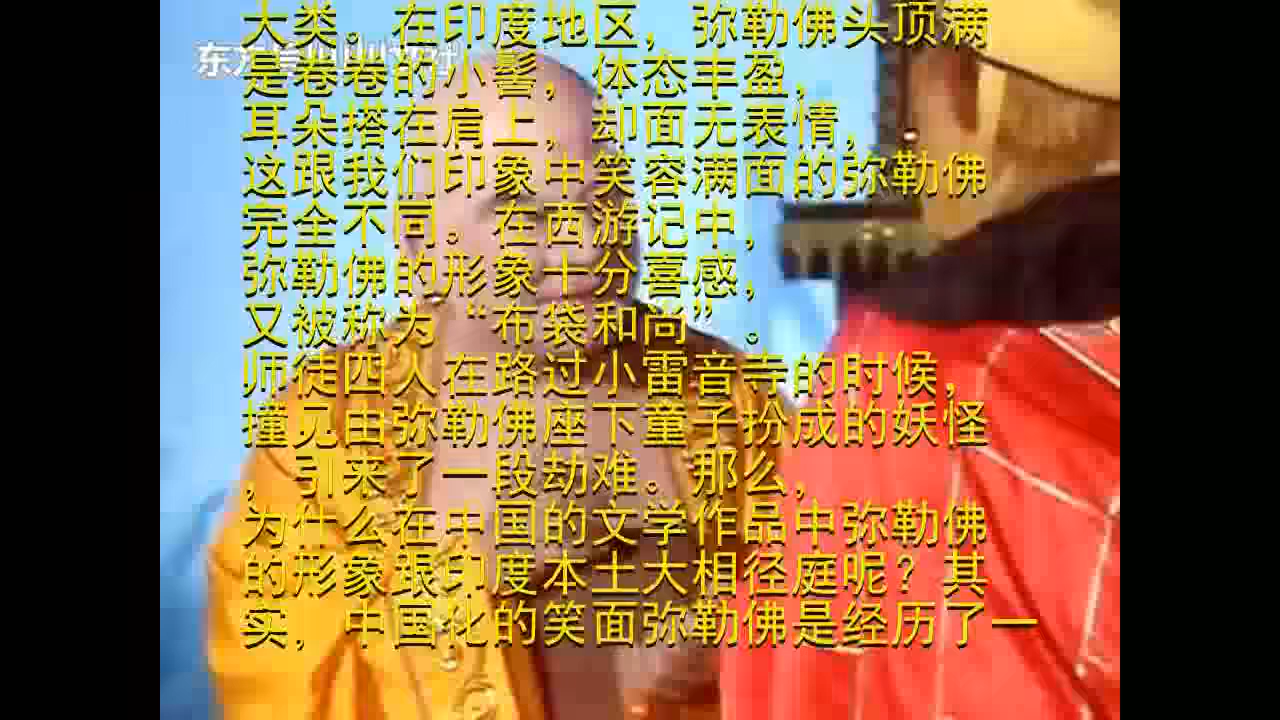 大类。在印度地区，弥勒佛头顶满
是卷卷的小髻，体态丰盈，
耳朵搭在肩上，却面无表情，
这跟我们印象中笑容满面的弥勒佛
完全不同。在西游记中，
弥勒佛的形象十分喜感，
又被称为“布袋和尚”。
师徒四人在路过小雷音寺的时候，
撞见由弥勒佛座下童子扮成的妖怪
，引来了一段劫难。那么，
为什么在中国的文学作品中弥勒佛
的形象跟印度本土大相径庭呢？其
实，中国化的笑面弥勒佛是经历了一